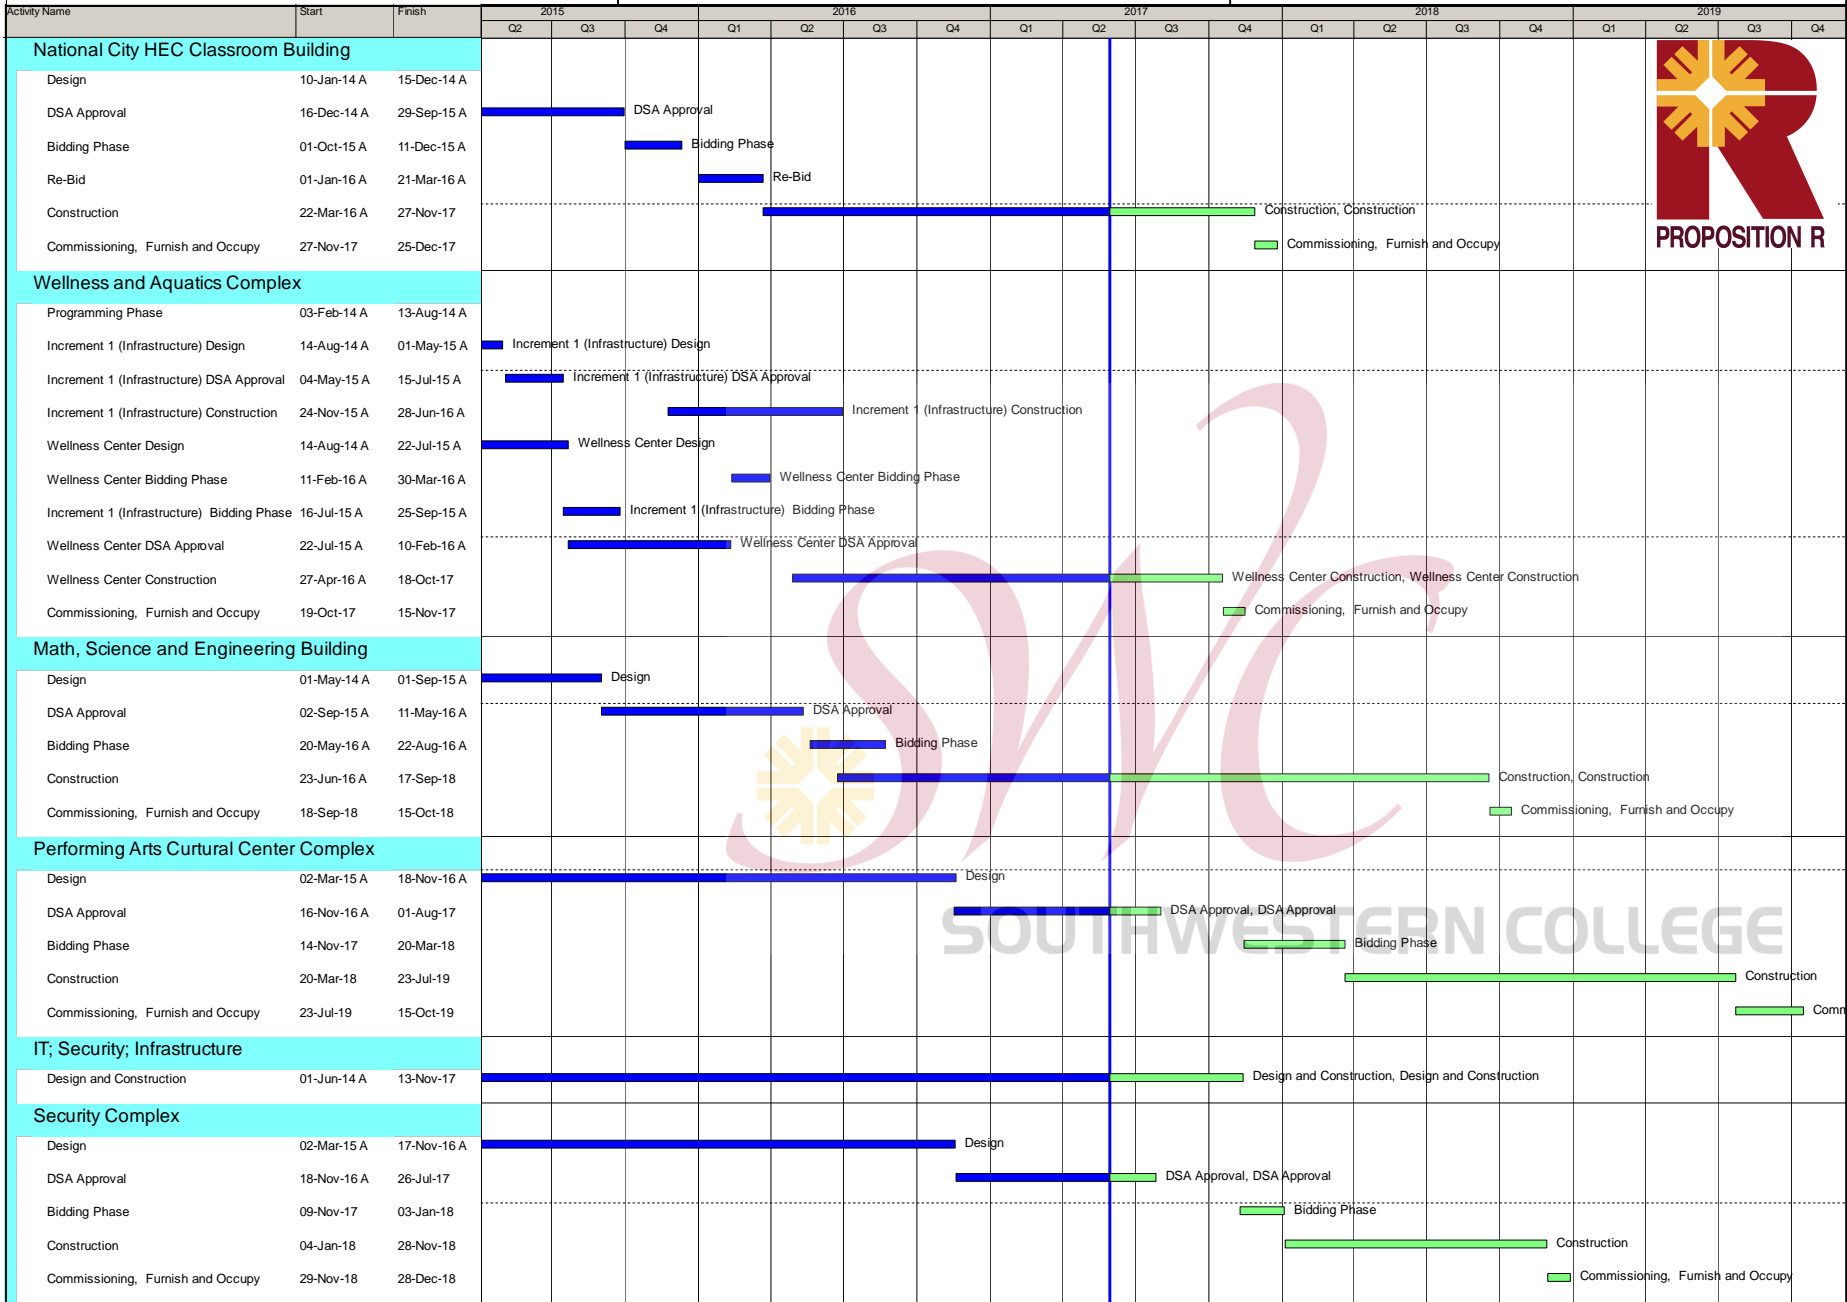 Activity Name Start Finish 2015 2016 2017 2018 2019
Q2 Q3 Q4 Q1 Q2 Q3 Q4 Q1 Q2 Q3 Q4 Q1 Q2 Q3 Q4 Q1 Q2 Q3 Q4
National City HEC Classroom Building
Design 10-Jan-14 A 15-Dec-14 A
DSA Approval 16-Dec-14 A 29-Sep-15 A DSA Approval
Bidding Phase 01-Oct-15 A 11-Dec-15 A Bidding Phase
Re-Bid 01-Jan-16 A 21-Mar-16 A Re-Bid
Construction 22-Mar-16 A 27-Nov-17 Construction, Construction
Commissioning, Furnish and Occupy 27-Nov-17 25-Dec-17 Commissioning, Furnish and Occupy
R
PROPOSITION R
Wellness and Aquatics Complex
Programming Phase 03-Feb-14 A 13-Aug-14 A
Increment 1 (Infrastructure) Design 14-Aug-14 A 01-May-15 A Increment 1 (Infrastructure) Design
Increment 1 (Infrastructure) DSA Approval 04-May-15 A 15-Jul-15 A Increment 1 (Infrastructure) DSA Approval
Increment 1 (Infrastructure) Construction 24-Nov-15 A 28-Jun-16 A Increment 1 (Infrastructure) Construction
Wellness Center Design 14-Aug-14 A 22-Jul-15 A Wellness Center Design
Wellness Center Bidding Phase 11-Feb-16 A 30-Mar-16 A Wellness Center Bidding Phase
Increment 1 (Infrastructure) Bidding Phase 16-Jul-15 A 25-Sep-15 A Increment 1 (Infrastructure) Bidding Phase
Wellness Center DSA Approval 22-Jul-15 A 10-Feb-16 A Wellness Center DSA Approval
Wellness Center Construction 27-Apr-16 A 18-Oct-17 Wellness Center Construction, Wellness Center Construction
Commissioning, Furnish and Occupy 19-Oct-17 15-Nov-17 Commissioning, Furnish and Occupy
Math, Science and Engineering Building
Design 01-May-14 A 01-Sep-15 A Design
DSA Approval 02-Sep-15 A 11-May-16 A DSA Approval
Bidding Phase 20-May-16 A 22-Aug-16 A Bidding Phase
Construction 23-Jun-16 A 17-Sep-18 Construction, Construction
Commissioning, Furnish and Occupy 18-Sep-18 15-Oct-18 Commissioning, Furnish and Occupy
SWC
Performing Arts Curtural Center Complex
Design 02-Mar-15 A 18-Nov-16 A Design
DSA Approval 16-Nov-16 A 01-Aug-17 DSA Approval, DSA Approval
SOUTHWESTERN COLLEGE
Bidding Phase 14-Nov-17 20-Mar-18 Bidding Phase
Construction 20-Mar-18 23-Jul-19 Construction
Commissioning, Furnish and Occupy 23-Jul-19 15-Oct-19 Comm
IT; Security; Infrastructure
Design and Construction 01-Jun-14 A 13-Nov-17 Design and Construction, Design and Construction
Security Complex
Design 02-Mar-15 A 17-Nov-16 A Design
DSA Approval 18-Nov-16 A 26-Jul-17 DSA Approval, DSA Approval
Bidding Phase 09-Nov-17 03-Jan-18 Bidding Phase
Construction 04-Jan-18 28-Nov-18 Construction
Commissioning, Furnish and Occupy 29-Nov-18 28-Dec-18 Commissioning, Furnish and Occupy